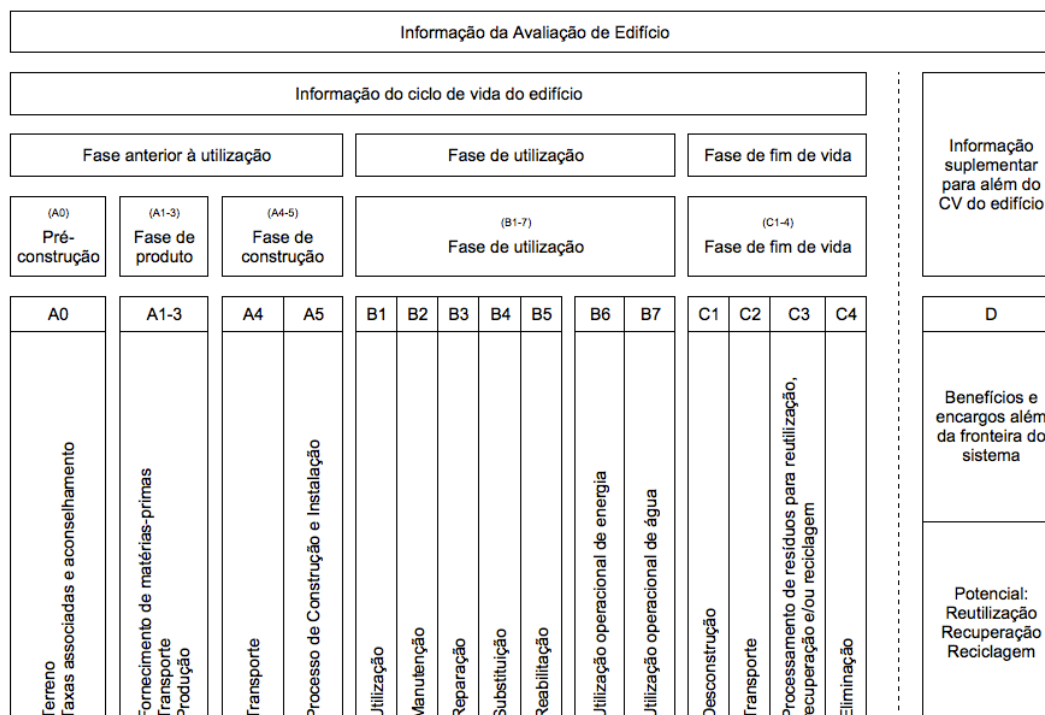 Informação da Avaliação de Edifício
Informação do ciclo de vida do edifício
Informação
suplementar
para além do
CV do edifício
Fase anterior à utilização
Fase de utilização
Fase de fim de vida
(A0)
Pré-
construção
(A1-3)
Fase de
produto
(A4-5)
Fase de
construção
(B1-7)
Fase de utilização
(C1-4)
Fase de fim de vida
A0
A1-3
A4
A5
B1
B2
B3
B4
B5
B6
B7
C1
C2
C3
C4
D
Terreno
Taxas associadas e aconselhamento
Fornecimento de matérias-primas
Transporte
Produção
Transporte
Processo de Construção e Instalação
Utilização
Manutenção
Reparação
Substituição
Reabilitação
Utilização operacional de energia
Utilização operacional de água
Desconstrução
Transporte
Processamento de resíduos para reutilização,
recuperação e/ou reciclagem
Eliminação
Benefícios e
encargos além
da fronteira do
sistema
Potencial:
Reutilização
Recuperação
Reciclagem